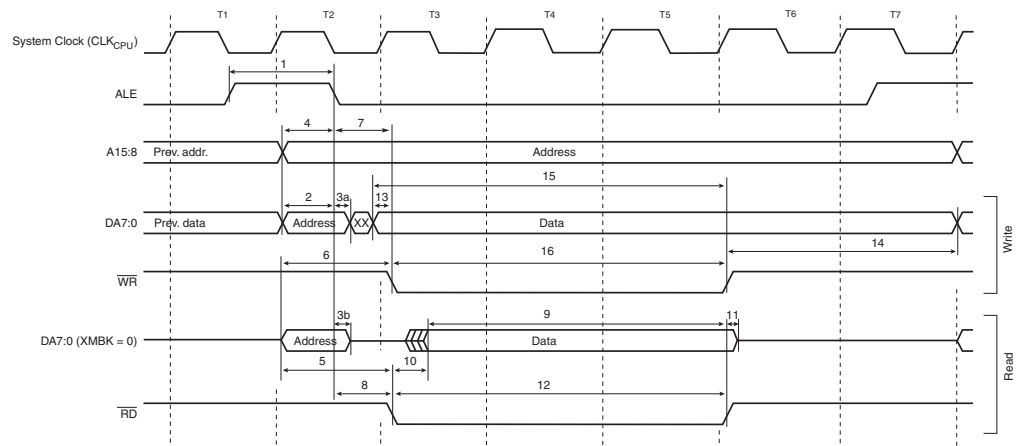 T1 T2 T3 T4 T5 T6 T7
System Clock (CLKCPU)
1
ALE
4 7
A15:8 Prev. addr. Address
15
2 3a 13
DA7:0 Prev. data Address XX Data
14
6 16
WR
Write
3b 9 11
DA7:0 (XMBK = 0) Address Data
5 10
8 12
RD
Read